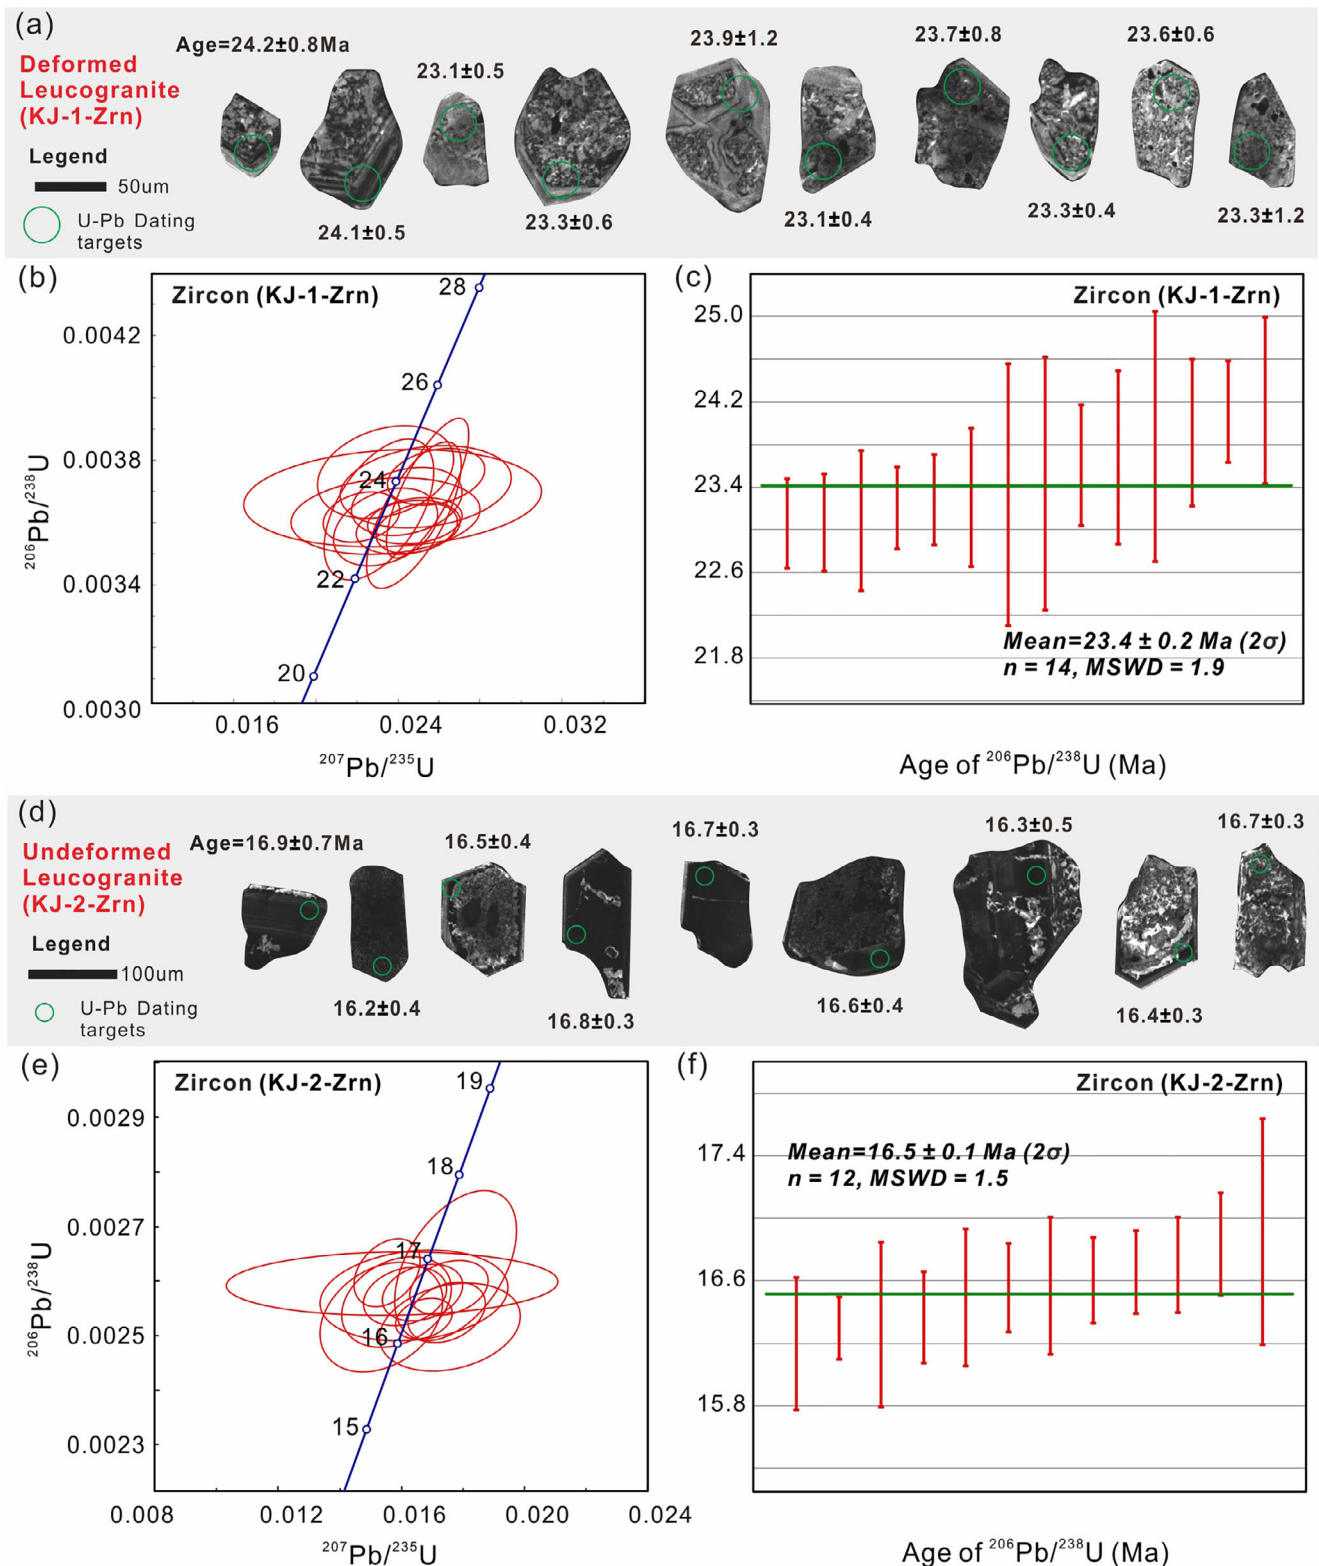 (a)
Age=24.2±0.8Ma
23.1±0.5
23.9±1.2
23.7±0.8
23.6±0.6
Deformed
Leucogranite
(KJ-1-Zrn)
Legend
50um
U-Pb Dating
targets
24.1±0.5
23.3±0.6
23.1±0.4
23.3±0.4
23.3±1.2
(b)
Zircon (KJ-1-Zrn)
28
26
24
22
20
0.0042
0.0038
0.0034
0.0030
206Pb/238U
0.016
0.024
0.032
207Pb/235U
(c)
Zircon (KJ-1-Zrn)
25.0
24.2
23.4
22.6
21.8
Mean=23.4 ± 0.2 Ma (2σ)
n = 14, MSWD = 1.9
Age of 206Pb/238U (Ma)
(d)
Age=16.9±0.7Ma
16.5±0.4
16.7±0.3
16.3±0.5
16.7±0.3
Undeformed
Leucogranite
(KJ-2-Zrn)
Legend
100um
U-Pb Dating
targets
16.2±0.4
16.8±0.3
16.6±0.4
16.4±0.3
(e)
Zircon (KJ-2-Zrn)
19
18
17
16
15
0.0029
0.0027
0.0025
0.0023
206Pb/238U
0.008
0.012
0.016
0.020
0.024
207Pb/235U
(f)
Zircon (KJ-2-Zrn)
17.4
16.6
15.8
Mean=16.5 ± 0.1 Ma (2σ)
n = 12, MSWD = 1.5
Age of 206Pb/238U (Ma)